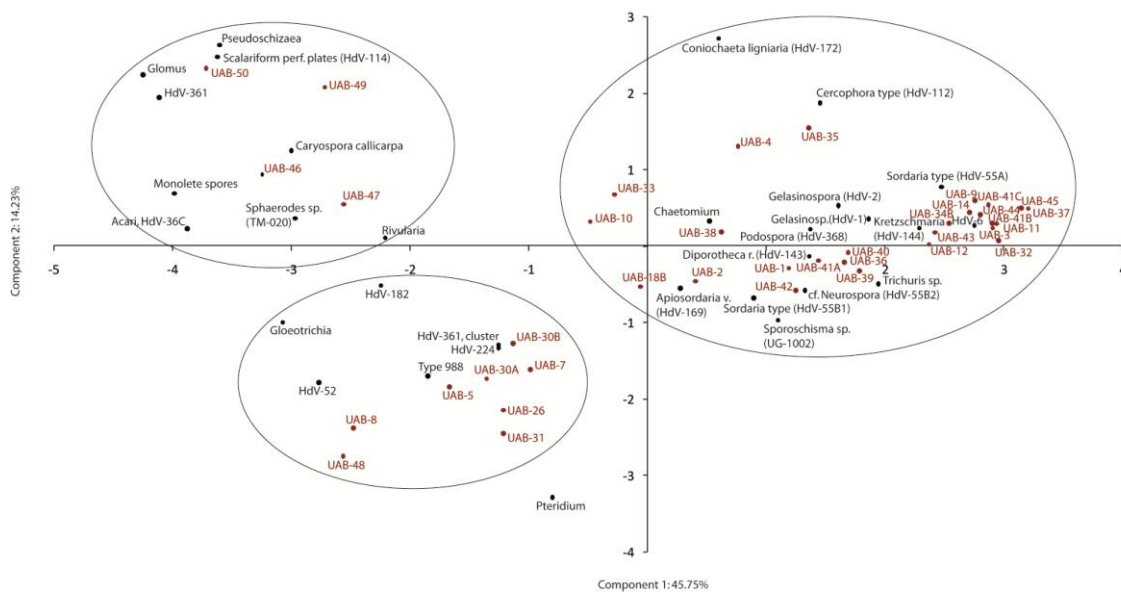 3
Pseudoschizaea
Coniochaeta ligniaria (HdV-172)
Scalariform perf. plates (HdV-114)
Glomus
UAB-50
UAB-49
2
HdV-361
Cercophora type (HdV-112)
UAB-35
UAB-4
Caryospora callicarpa
1
UAB-46
Sordaria type (HdV-55A)
Monolete spores
UAB-33
Gelasinospora (HdV-2)
UAB-9
UAB-41C
UAB-45
UAB-47
Sphaerodes sp.
(TM-020)
UAB-14
UAB-44
UAB-37
Chaetomium
UAB-34B
UAB-10
Gelasinosp.(HdV-1)
Kretzschmaria
HdV-6
UAB-41B
Acari, HdV-36C
UAB-11
Rivularia
UAB-38
Podospora (HdV-368)
(HdV-144)
UAB-43
UAB-3
-5
-4
-3
-2
-1
0
1
2
3
Diporotheca r. (HdV-143)
UAB-40
UAB-12
UAB-32
UAB-18B
UAB-2
UAB-1
UAB-41A
UAB-36
UAB-39
Trichuris sp.
HdV-182
Apiosordaria v.
(HdV-169)
UAB-42
cf. Neurospora (HdV-55B2)
Sordaria type (HdV-55B1)
Gloeotrichia
-1
Sporoschisma sp.
(UG-1002)
HdV-361, cluster
HdV-224
UAB-30B
Type 988
UAB-30A
UAB-7
HdV-52
UAB-5
-2
UAB-26
UAB-8
UAB-31
UAB-48
-3
Pteridium
-4
Component 2: 14.23%
Component 1: 45.75%